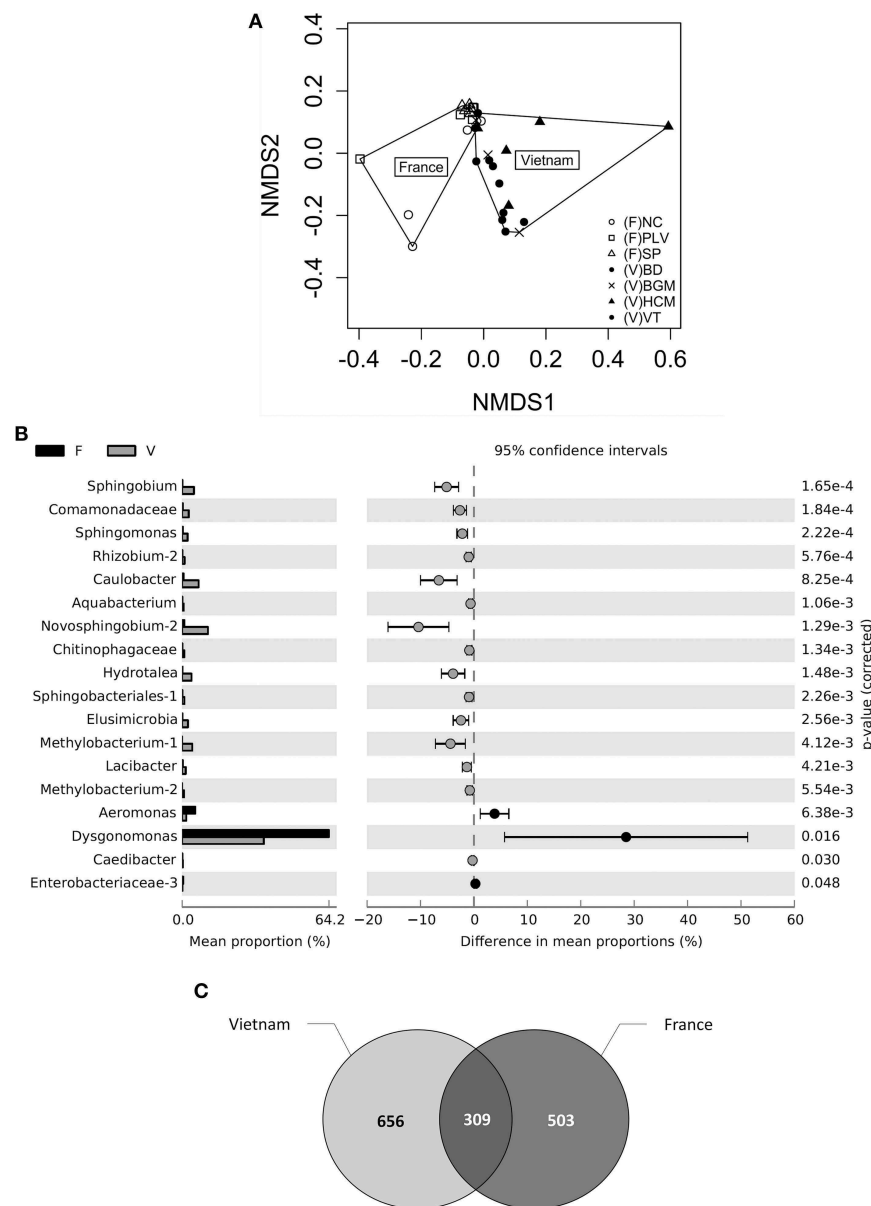 A
0.4
0.2
0.0
-0.2
-0.4
NMDS2
France
Vietnam
(F)NC
(F)PLV
(F)SP
(V)BD
(V)BGM
(V)HCM
(V)VT
-0.4 -0.2 0.0 0.2 0.4 0.6
NMDS1
B
F V
95% confidence intervals
Sphingobium 1.65e-4
Comamonadaceae 1.84e-4
Sphingomonas 2.22e-4
Rhizobium-2 5.76e-4
Caulobacter 8.25e-4
Aquabacterium 1.06e-3
Novosphingobium-2 1.29e-3
Chitinophagaceae 1.34e-3
Hydrotalea 1.48e-3
Sphingobacteriales-1 2.26e-3
Elusimicrobia 2.56e-3
Methylobacterium-1 4.12e-3
Lacibacter 4.21e-3
Methylobacterium-2 5.54e-3
Aeromonas 6.38e-3
Dysgonomonas 0.016
Caedibacter 0.030
Enterobacteriaceae-3 0.048
p-value (corrected)
0.0 64.2 −20 −10 0 10 20 30 40 50 60
Mean proportion (%) Difference in mean proportions (%)
C
Vietnam France
656 309 503